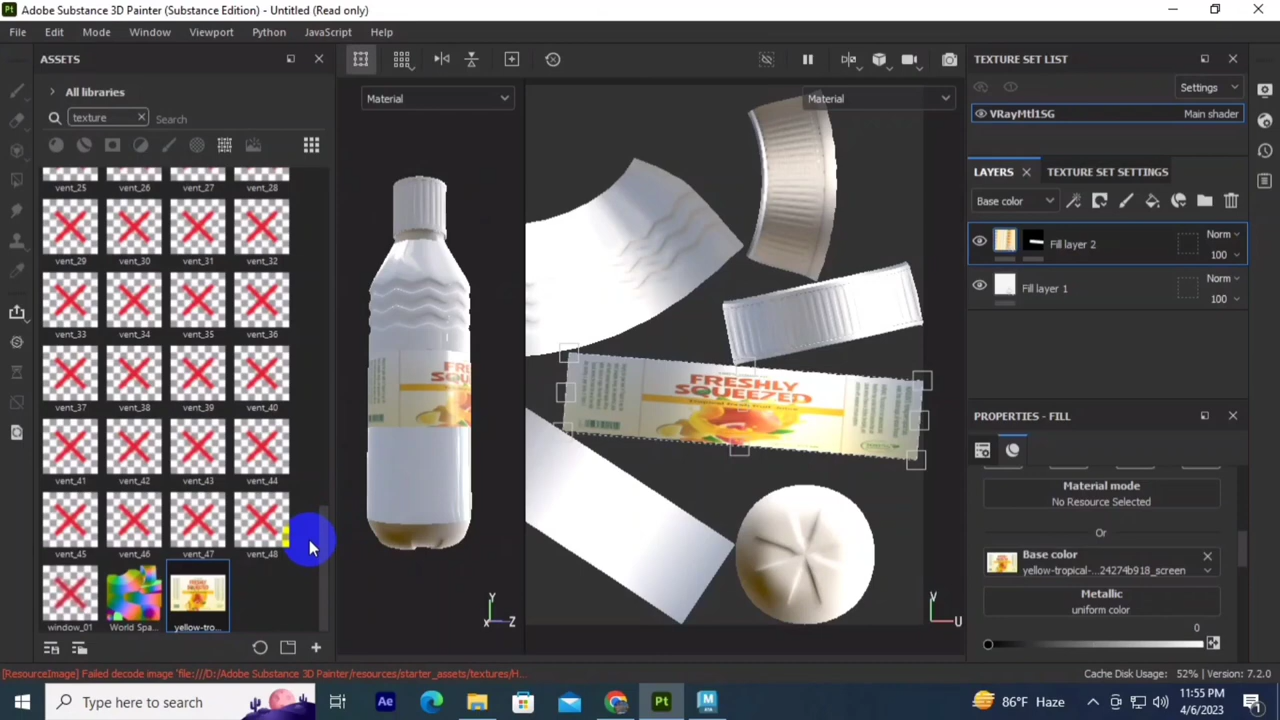 Adobe Substance 3D Painter (Substance Edition) - Untitled (Read only)
File Edit Mode Window Viewport Python JavaScript Help
ASSETS
All libraries
texture Search
vent_25 vent_26 vent_27 vent_28
vent_29 vent_30 vent_31 vent_32
vent_33 vent_34 vent_35 vent_36
vent_37 vent_38 vent_39 vent_40
vent_41 vent_42 vent_43 vent_44
vent_45 vent_46 vent_47 vent_48
window_01 World Spa... yellow-tro...
Material
Material
FRESHLY
SQUEEZED
Y
X Z
V
U
TEXTURE SET LIST
Settings
VRayMtl1SG Main shader
LAYERS TEXTURE SET SETTINGS
Base color
Fill layer 2 Norm
100
Fill layer 1 Norm
100
PROPERTIES - FILL
Material mode
No Resource Selected
Or
Base color
yellow-tropical-...24274b918_screen
Metallic
uniform color
0
[ResourceImage] Failed decode image 'file:///D:/Adobe Substance 3D Painter/resources/starter_assets/textures/H...
Cache Disk Usage: 52% | Version: 7.2.0
Type here to search
Ae
Pt
M
86°F Haze
11:55 PM
4/6/2023
1